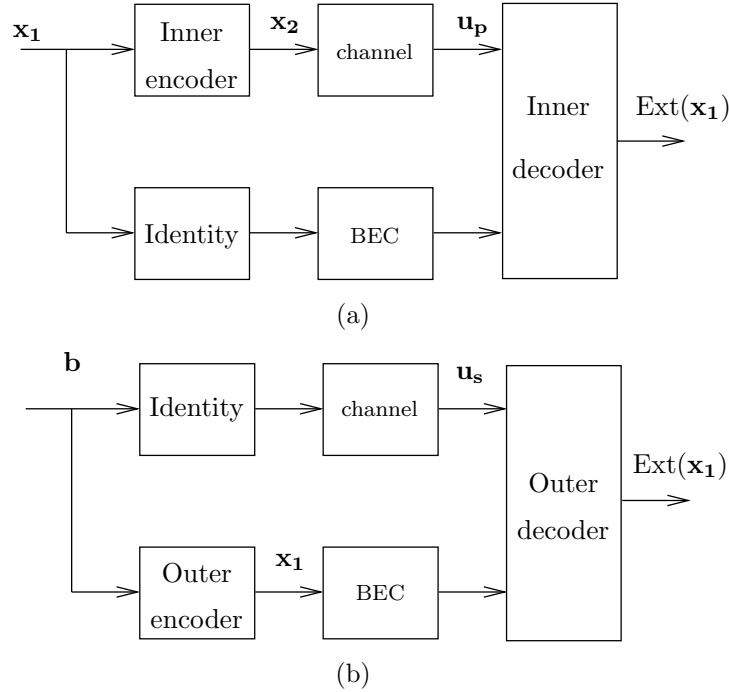 x₁
Inner
encoder
x₂
channel
uₚ
Inner
decoder
Ext(x₁)
Identity
BEC
(a)
b
Identity
channel
uₛ
Outer
decoder
Ext(x₁)
Outer
encoder
x₁
BEC
(b)